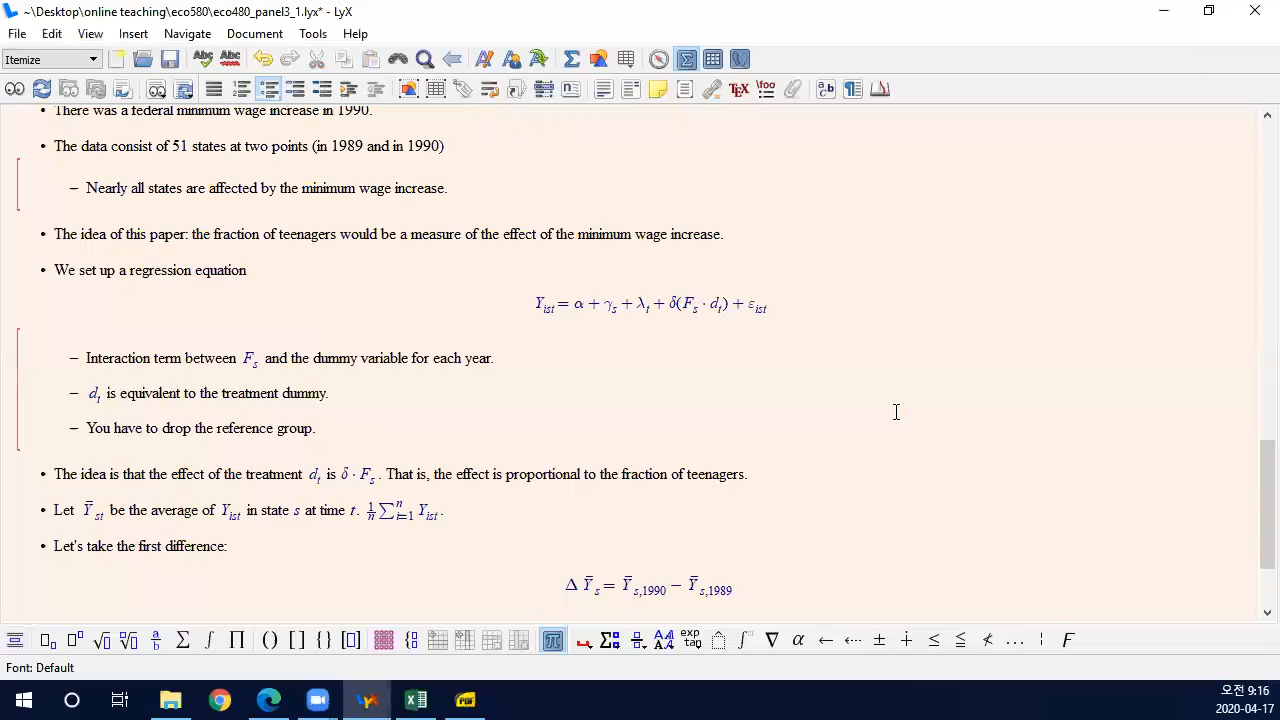 ~\Desktop\online teaching\eco580\eco480_panel3_1.lyx* - LyX
File Edit View Insert Navigate Document Tools Help
Itemize
• There was a federal minimum wage increase in 1990.
• The data consist of 51 states at two points (in 1989 and in 1990)
– Nearly all states are affected by the minimum wage increase.
• The idea of this paper: the fraction of teenagers would be a measure of the effect of the minimum wage increase.
• We set up a regression equation
Y_ist = α + γ_s + λ_t + δ(F_s · d_t) + ε_ist
– Interaction term between F_s and the dummy variable for each year.
– d_t is equivalent to the treatment dummy.
– You have to drop the reference group.
• The idea is that the effect of the treatment d_t is δ · F_s. That is, the effect is proportional to the fraction of teenagers.
• Let Ȳ_st be the average of Y_ist in state s at time t. 1/n ∑_{i=1}^n Y_ist.
• Let's take the first difference:
Δ Ȳ_s = Ȳ_s,1990 − Ȳ_s,1989
Font: Default
오전 9:16
2020-04-17